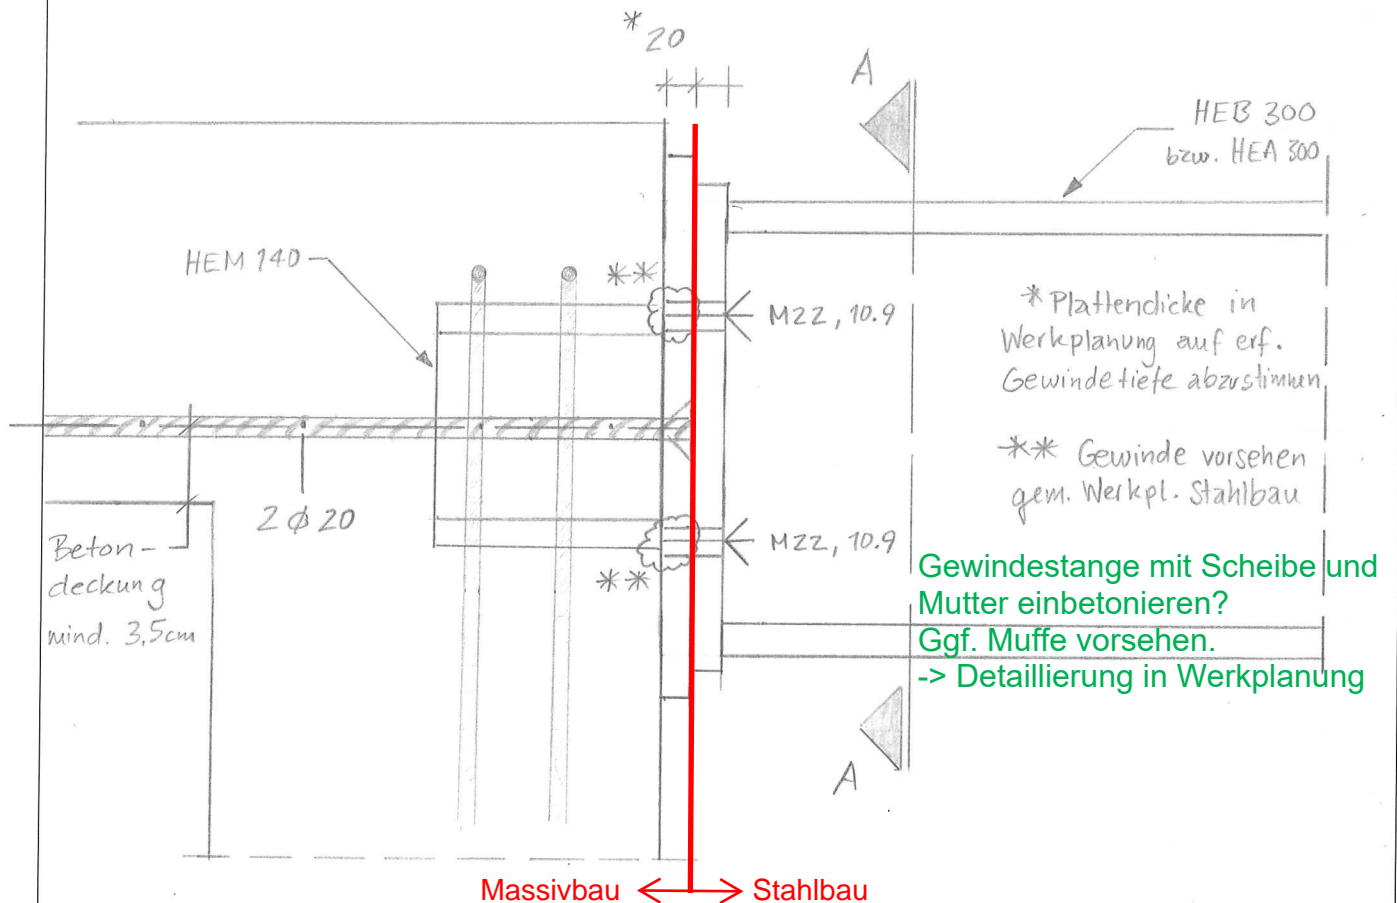 *
20
A
HEB 300
bzw. HEA 300
HEM 140
**
M22, 10.9
* Plattendicke in
Werkplanung auf erf.
Gewindetiefe abzustimmen
** Gewinde vorsehen
gem. Werkpl. Stahlbau
2 ϕ 20
Beton-
deckung
mind. 3,5cm
M22, 10.9
**
Gewindestange mit Scheibe und
Mutter einbetonieren?
Ggf. Muffe vorsehen.
-> Detaillierung in Werkplanung
A
Massivbau
Stahlbau